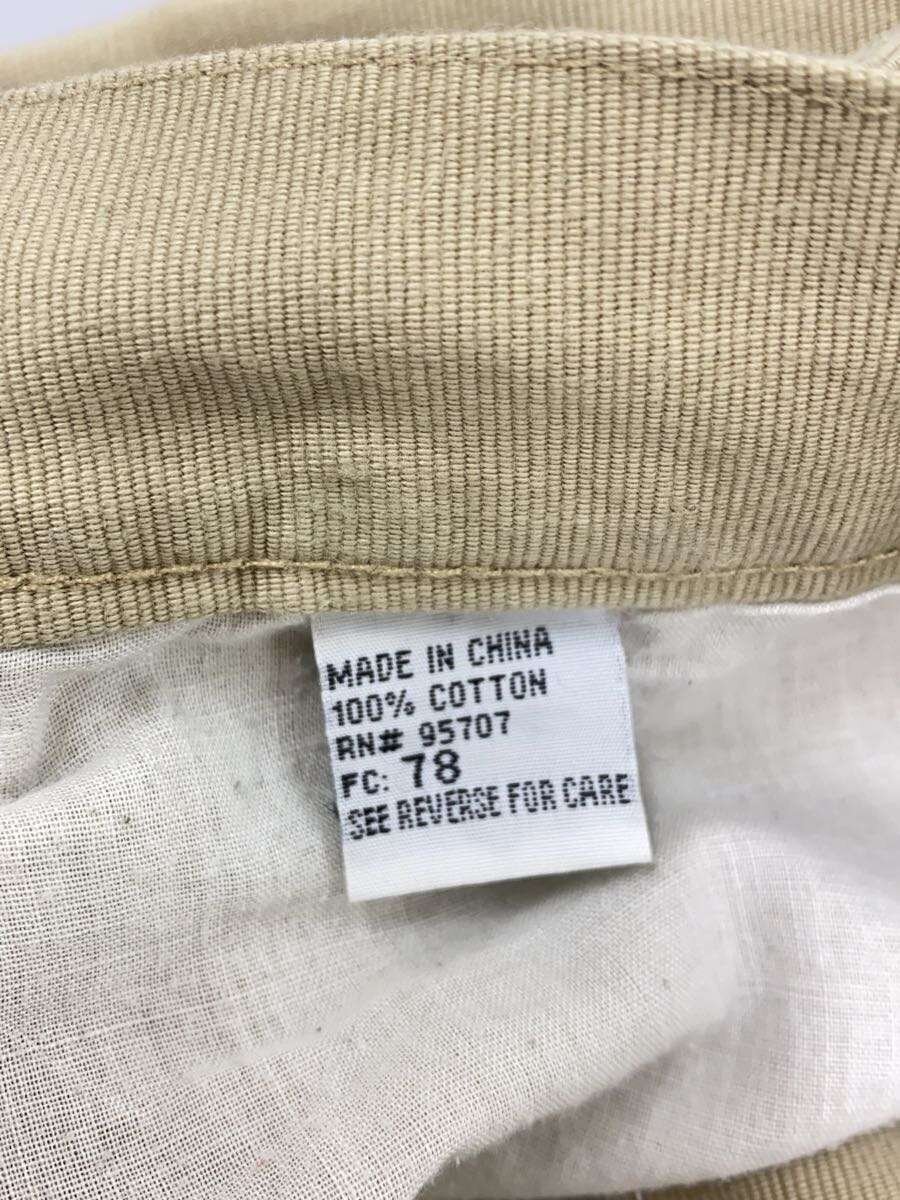 MADE IN CHINA
100% COTTON
RN# 95707
FC: 78
SEE REVERSE FOR CARE